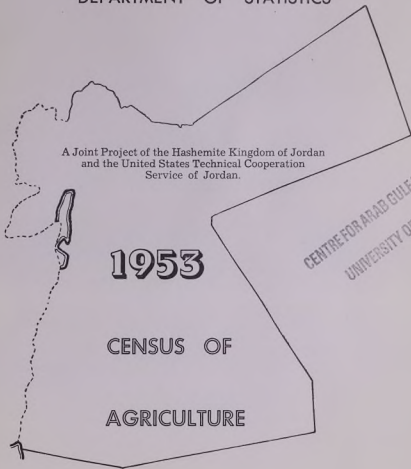 DEPARTMENT OF STATISTICS
A Joint Project of the Hashemite Kingdom of Jordan
and the United States Technical Cooperation
Service of Jordan.
CENTRE FOR ARAB GULF
UNIVERSITY OF
1953
CENSUS OF
AGRICULTURE